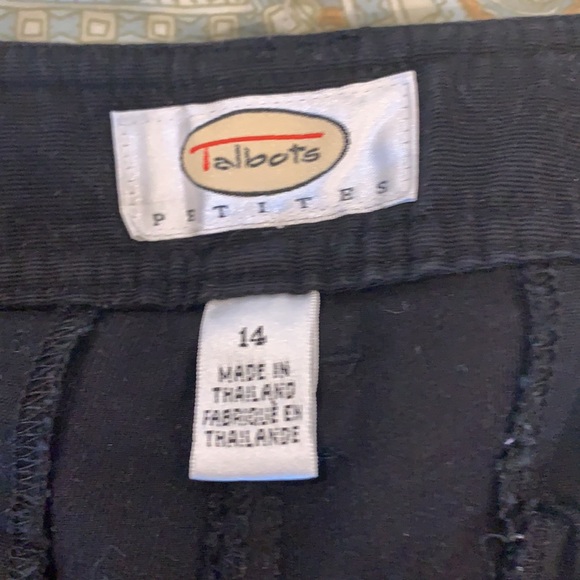 Talbots
PETITES
14
MADE IN
THAILAND
FABRIQUÉ EN
THAILANDE